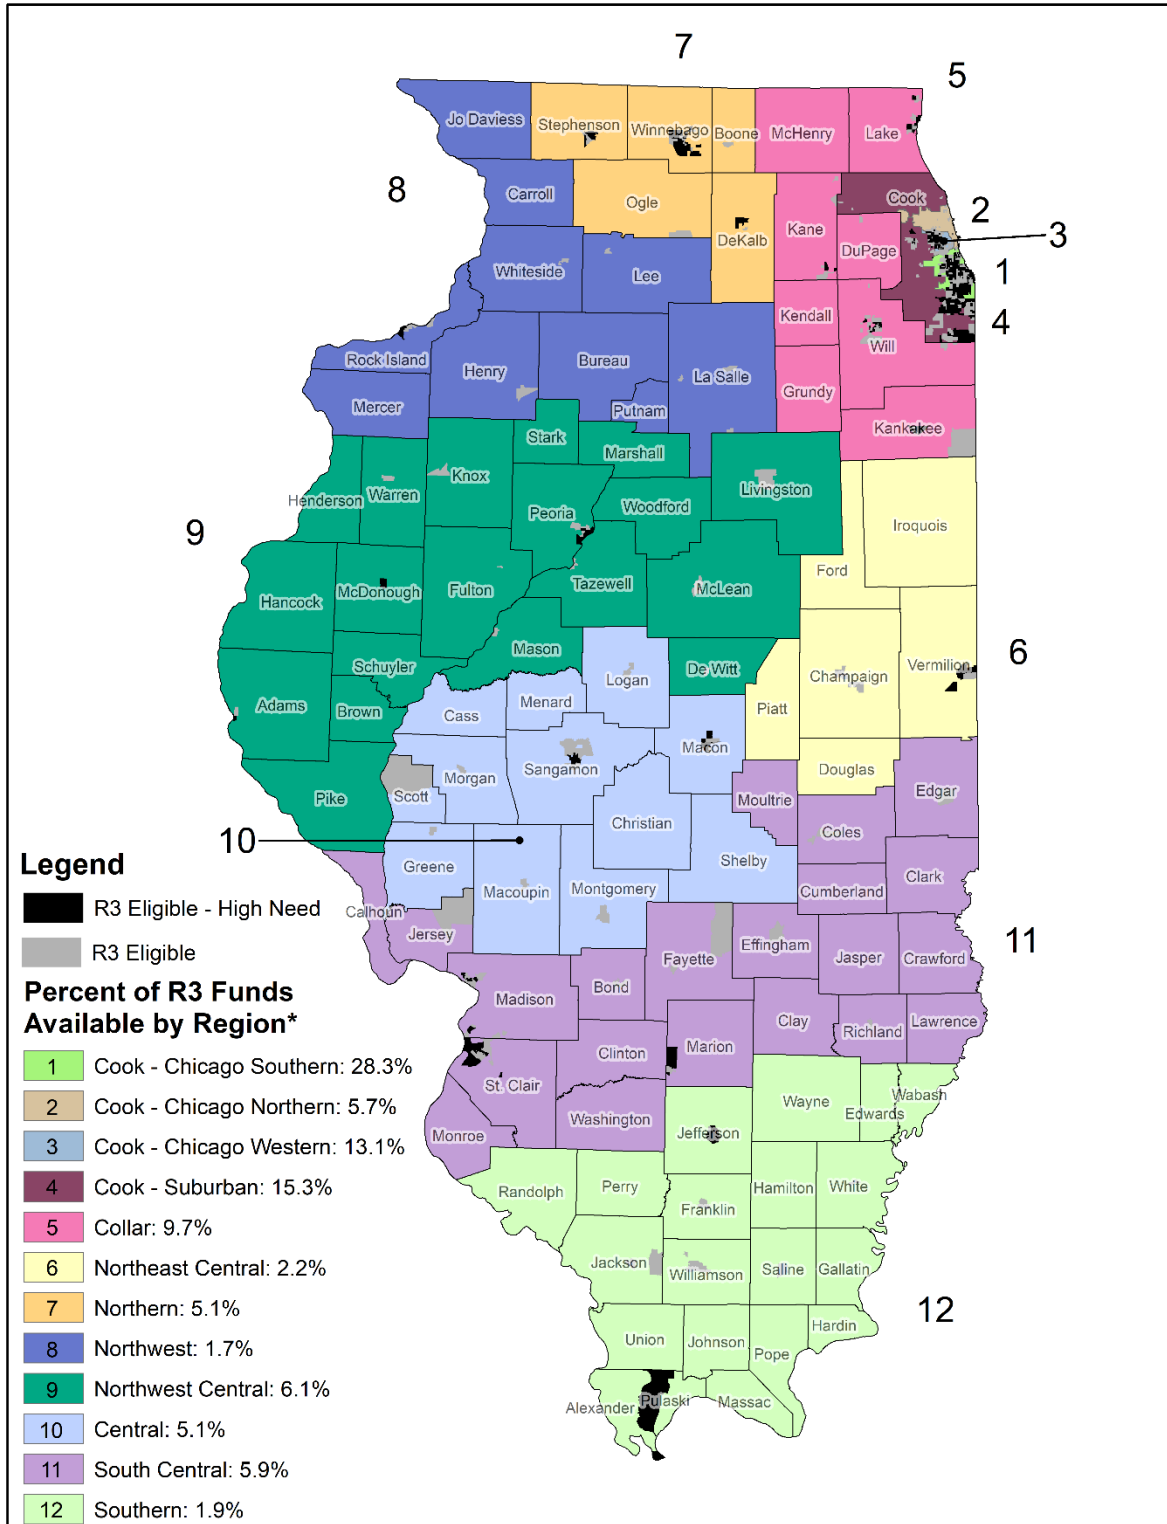 7
5
Jo Daviess
Stephenson
Winnebago
Boone
McHenry
Lake
8
Carroll
Ogle
DeKalb
Kane
Cook
2
3
DuPage
Whiteside
Lee
1
Kendall
4
Rock Island
Henry
Bureau
La Salle
Will
Mercer
Putnam
Grundy
Kankakee
Stark
Marshall
Henderson
Warren
Knox
Peoria
Woodford
Livingston
Iroquois
9
Hancock
McDonough
Fulton
Tazewell
McLean
Ford
Mason
Schuyler
Logan
De Witt
Champaign
Vermilion
6
Adams
Brown
Cass
Menard
Piatt
Macon
Pike
Scott
Morgan
Sangamon
Douglas
Moultrie
Edgar
Christian
Coles
10
Greene
Macoupin
Montgomery
Shelby
Cumberland
Clark
Calhoun
Jersey
Fayette
Effingham
Jasper
Crawford
11
Madison
Bond
Clay
Richland
Lawrence
Clinton
Marion
St. Clair
Monroe
Washington
Jefferson
Wayne
Edwards
Wabash
Randolph
Perry
Franklin
Hamilton
White
Jackson
Williamson
Saline
Gallatin
12
Union
Johnson
Pope
Hardin
Alexander
Pulaski
Massac
Legend
R3 Eligible - High Need
R3 Eligible
Percent of R3 Funds
Available by Region*
1 Cook - Chicago Southern: 28.3%
2 Cook - Chicago Northern: 5.7%
3 Cook - Chicago Western: 13.1%
4 Cook - Suburban: 15.3%
5 Collar: 9.7%
6 Northeast Central: 2.2%
7 Northern: 5.1%
8 Northwest: 1.7%
9 Northwest Central: 6.1%
10 Central: 5.1%
11 South Central: 5.9%
12 Southern: 1.9%